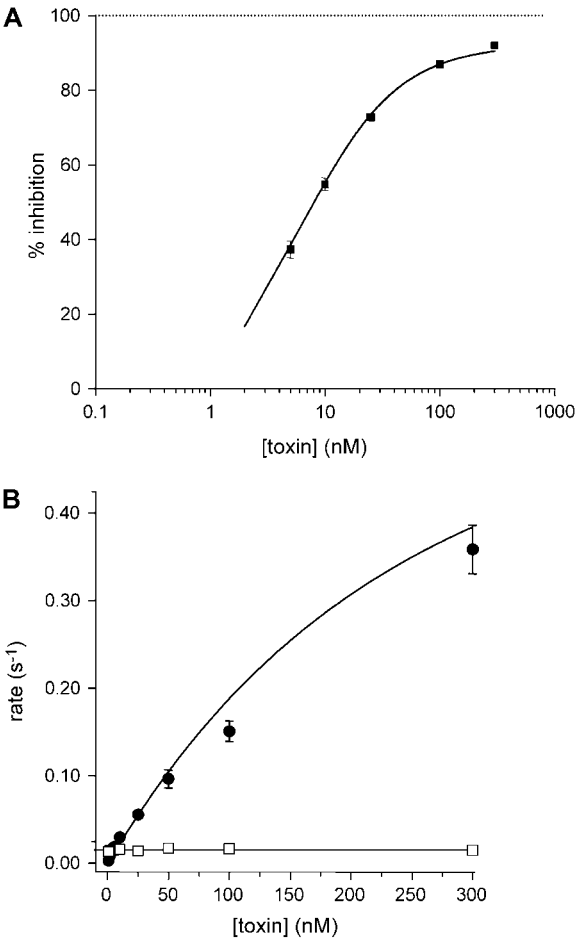 A
100
80
60
40
20
0
% inhibition
0.1 1 10 100 1000
[toxin] (nM)
B
0.40
0.30
0.20
0.10
0.00
rate (s-1)
0 50 100 150 200 250 300
[toxin] (nM)